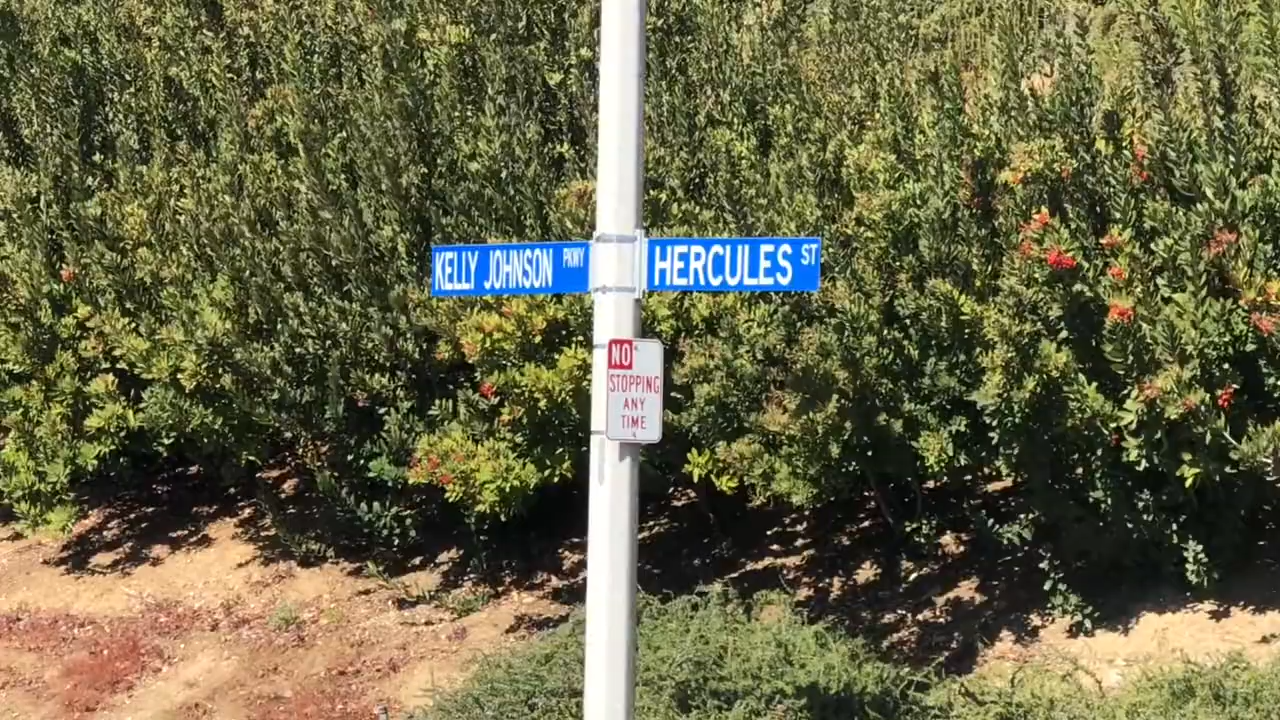 KELLY JOHNSON PKWY
HERCULES ST
NO
STOPPING
ANY
TIME